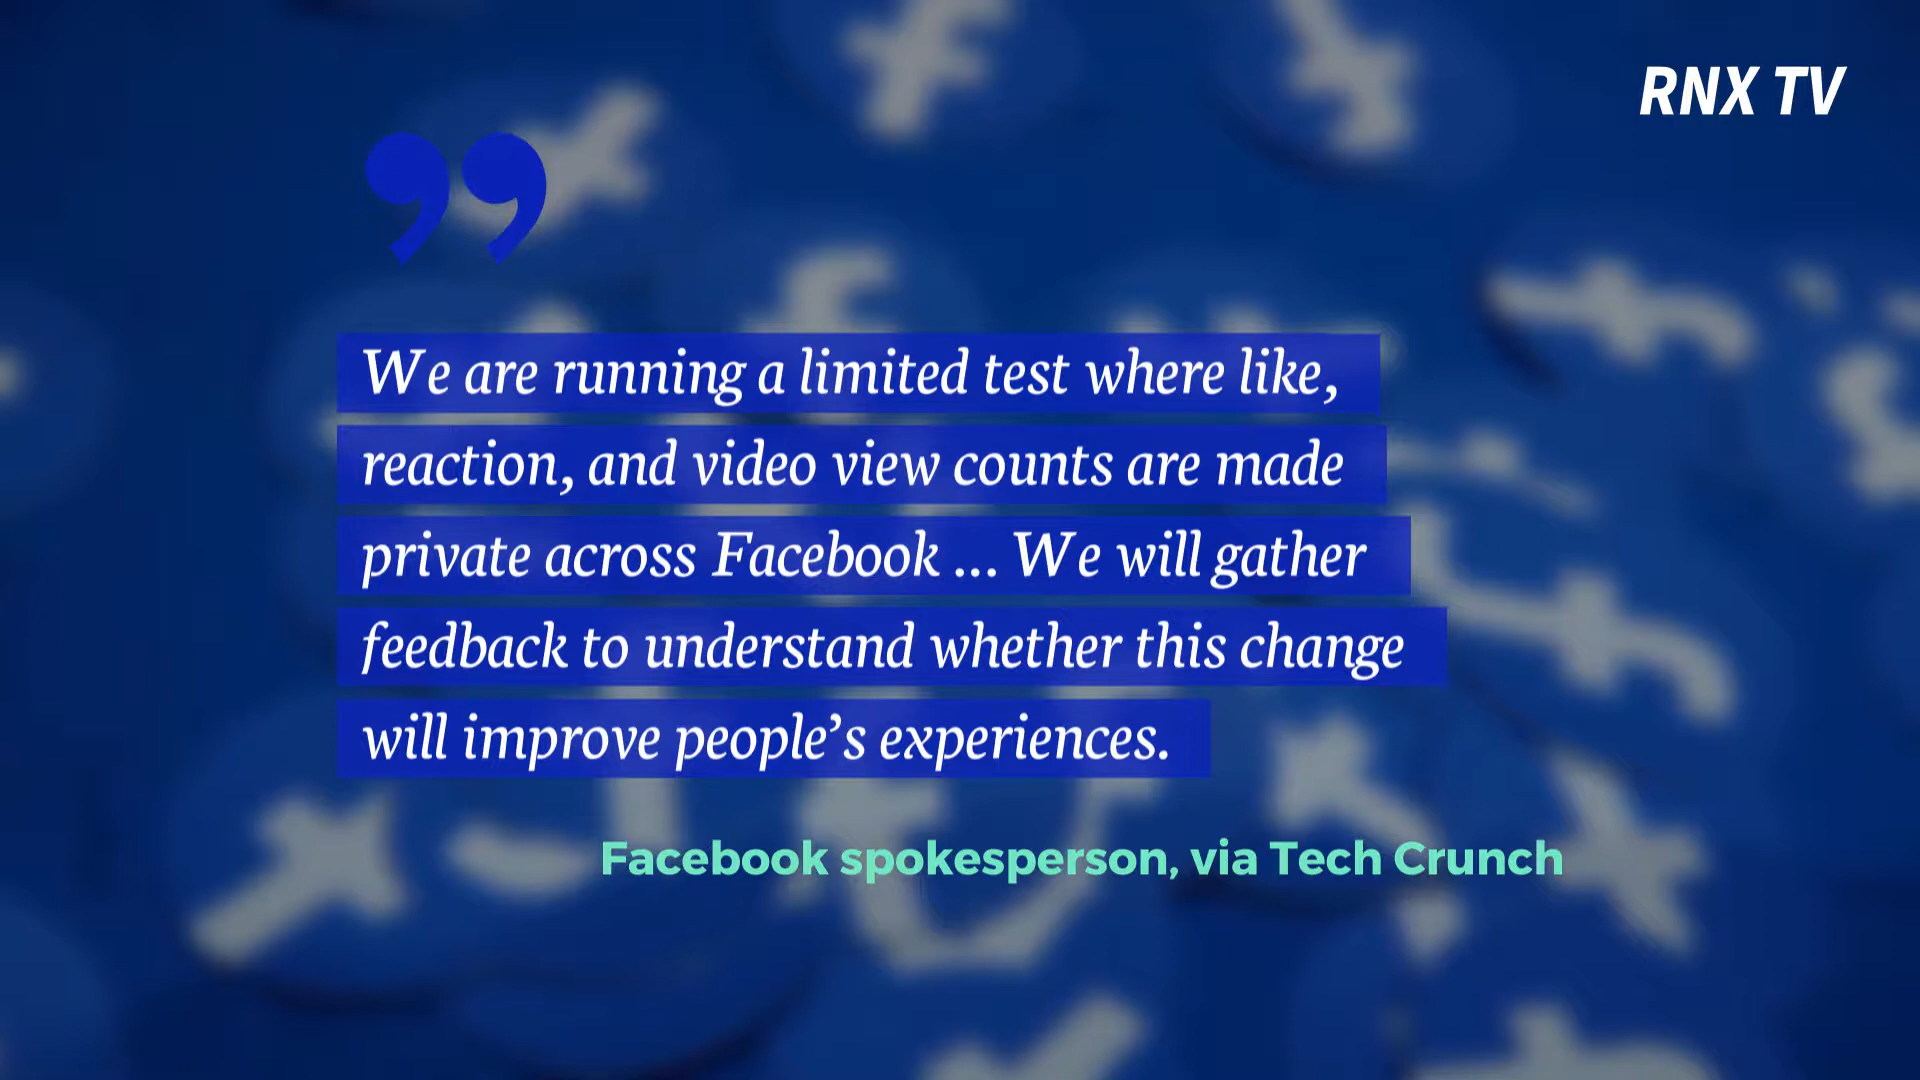 RNX TV
”
We are running a limited test where like,
reaction, and video view counts are made
private across Facebook ... We will gather
feedback to understand whether this change
will improve people’s experiences.
Facebook spokesperson, via Tech Crunch